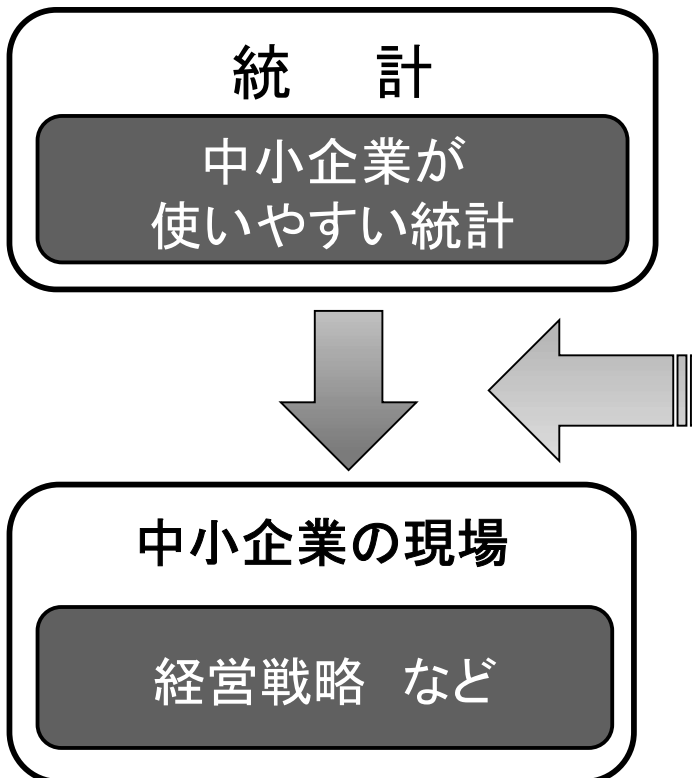 統　計
中小企業が
使いやすい統計
中小企業の現場
経営戦略　など